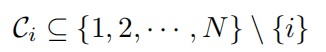 𝒞ᵢ ⊆ {1, 2, ⋯ , N} \ {i}